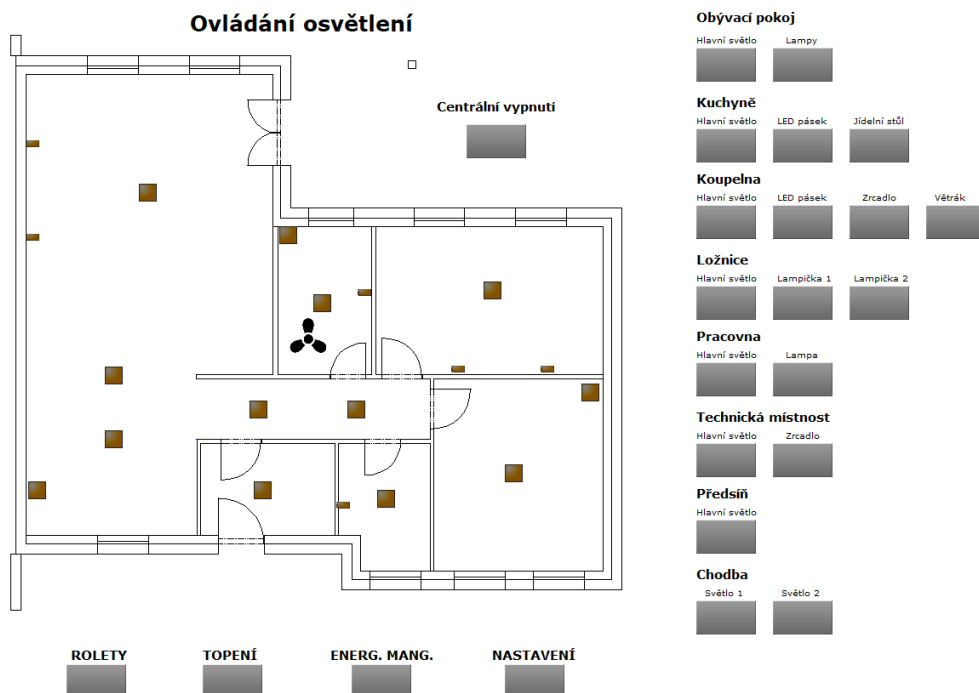 Ovládání osvětlení
Centrální vypnutí
Obývací pokoj
Hlavní světlo Lampy
Kuchyně
Hlavní světlo LED pásek Jídelní stůl
Koupelna
Hlavní světlo LED pásek Zrcadlo Větrák
Ložnice
Hlavní světlo Lampička 1 Lampička 2
Pracovna
Hlavní světlo Lampa
Technická místnost
Hlavní světlo Zrcadlo
Předsíň
Hlavní světlo
Chodba
Světlo 1 Světlo 2
ROLETY TOPENÍ ENERG. MANG. NASTAVENÍ